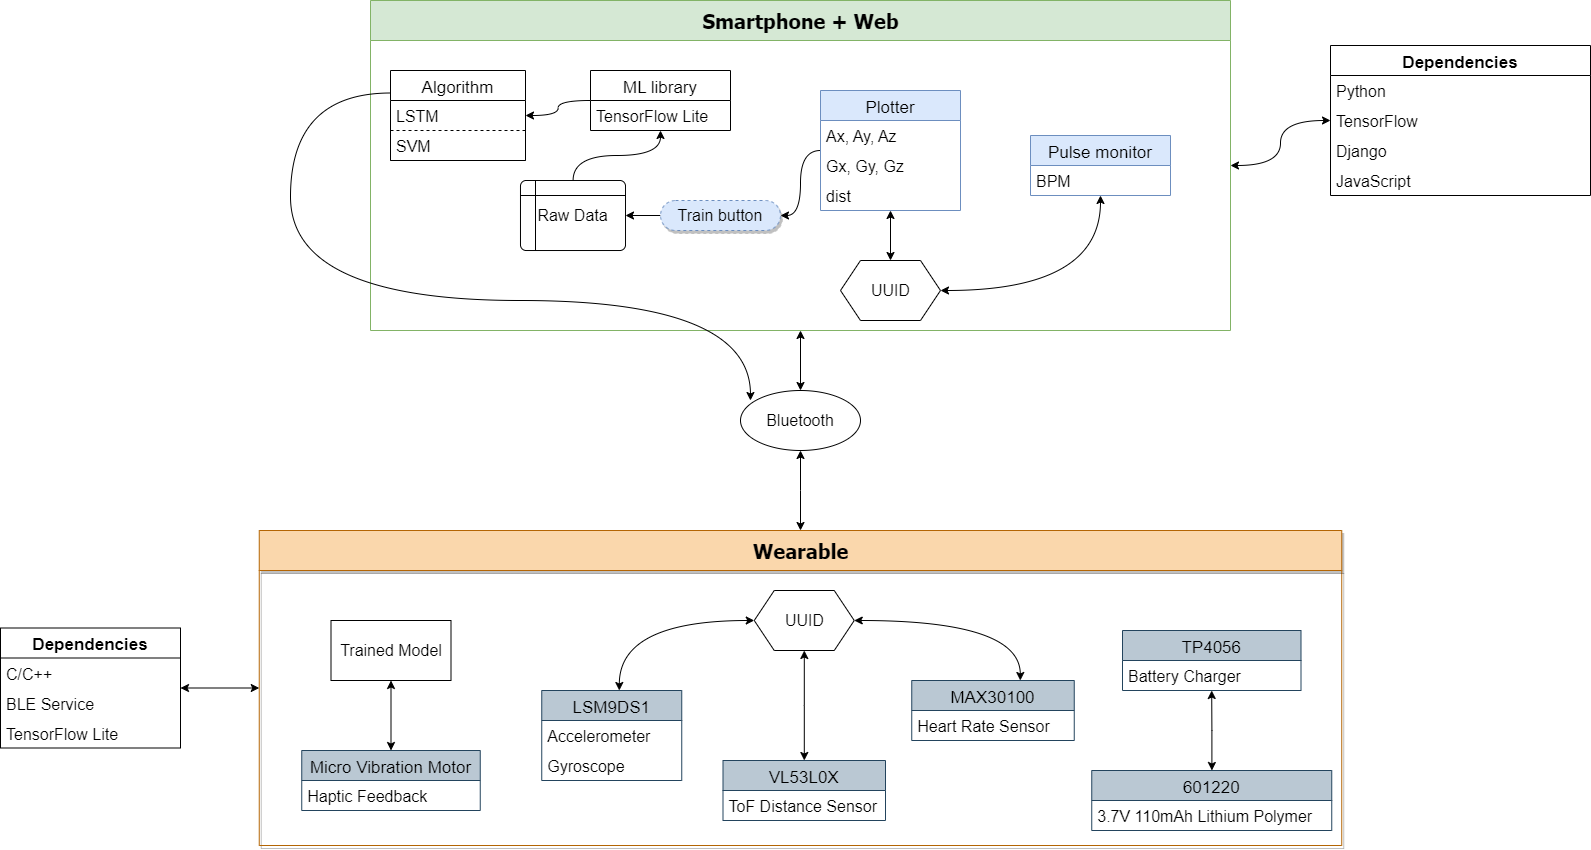 Smartphone + Web
Algorithm
LSTM
SVM
ML library
TensorFlow Lite
Raw Data
Train button
Plotter
Ax, Ay, Az
Gx, Gy, Gz
dist
Pulse monitor
BPM
UUID
Dependencies
Python
TensorFlow
Django
JavaScript
Bluetooth
Wearable
Dependencies
C/C++
BLE Service
TensorFlow Lite
Trained Model
Micro Vibration Motor
Haptic Feedback
UUID
LSM9DS1
Accelerometer
Gyroscope
VL53L0X
ToF Distance Sensor
MAX30100
Heart Rate Sensor
TP4056
Battery Charger
601220
3.7V 110mAh Lithium Polymer